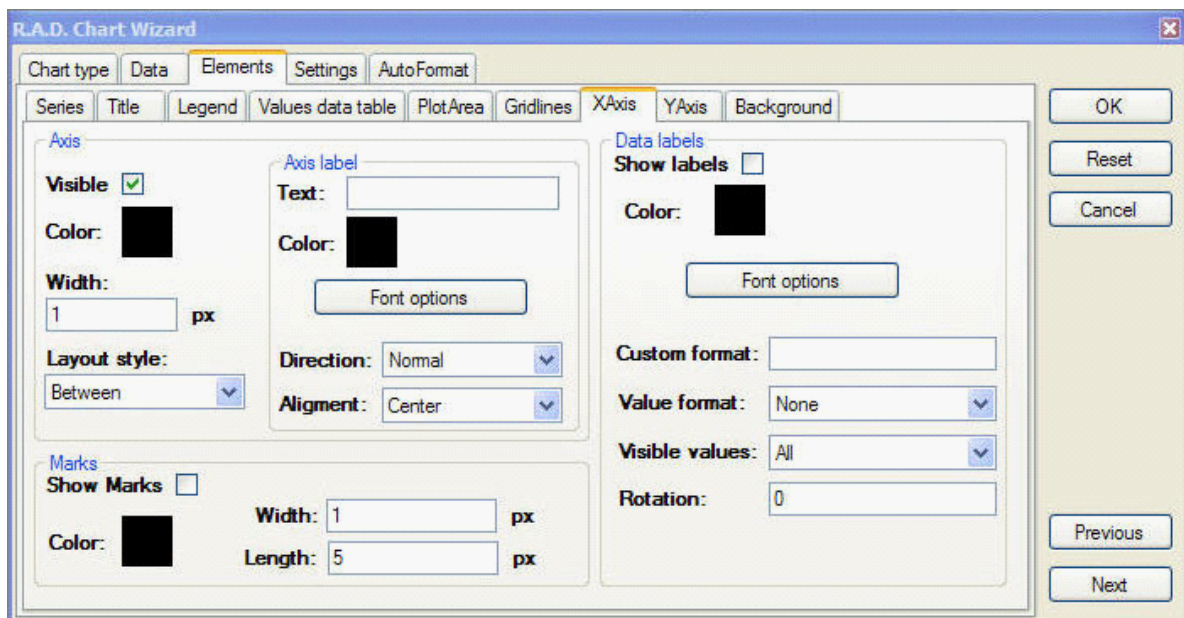 R.A.D. Chart Wizard
Chart type Data Elements Settings AutoFormat
Series Title Legend Values data table PlotArea Gridlines XAxis YAxis Background
Axis
Visible
Color:
Width:
1 px
Layout style:
Between
Axis label
Text:
Color:
Font options
Direction: Normal
Aligment: Center
Marks
Show Marks
Color:
Width: 1 px
Length: 5 px
Data labels
Show labels
Color:
Font options
Custom format:
Value format: None
Visible values: All
Rotation: 0
OK
Reset
Cancel
Previous
Next